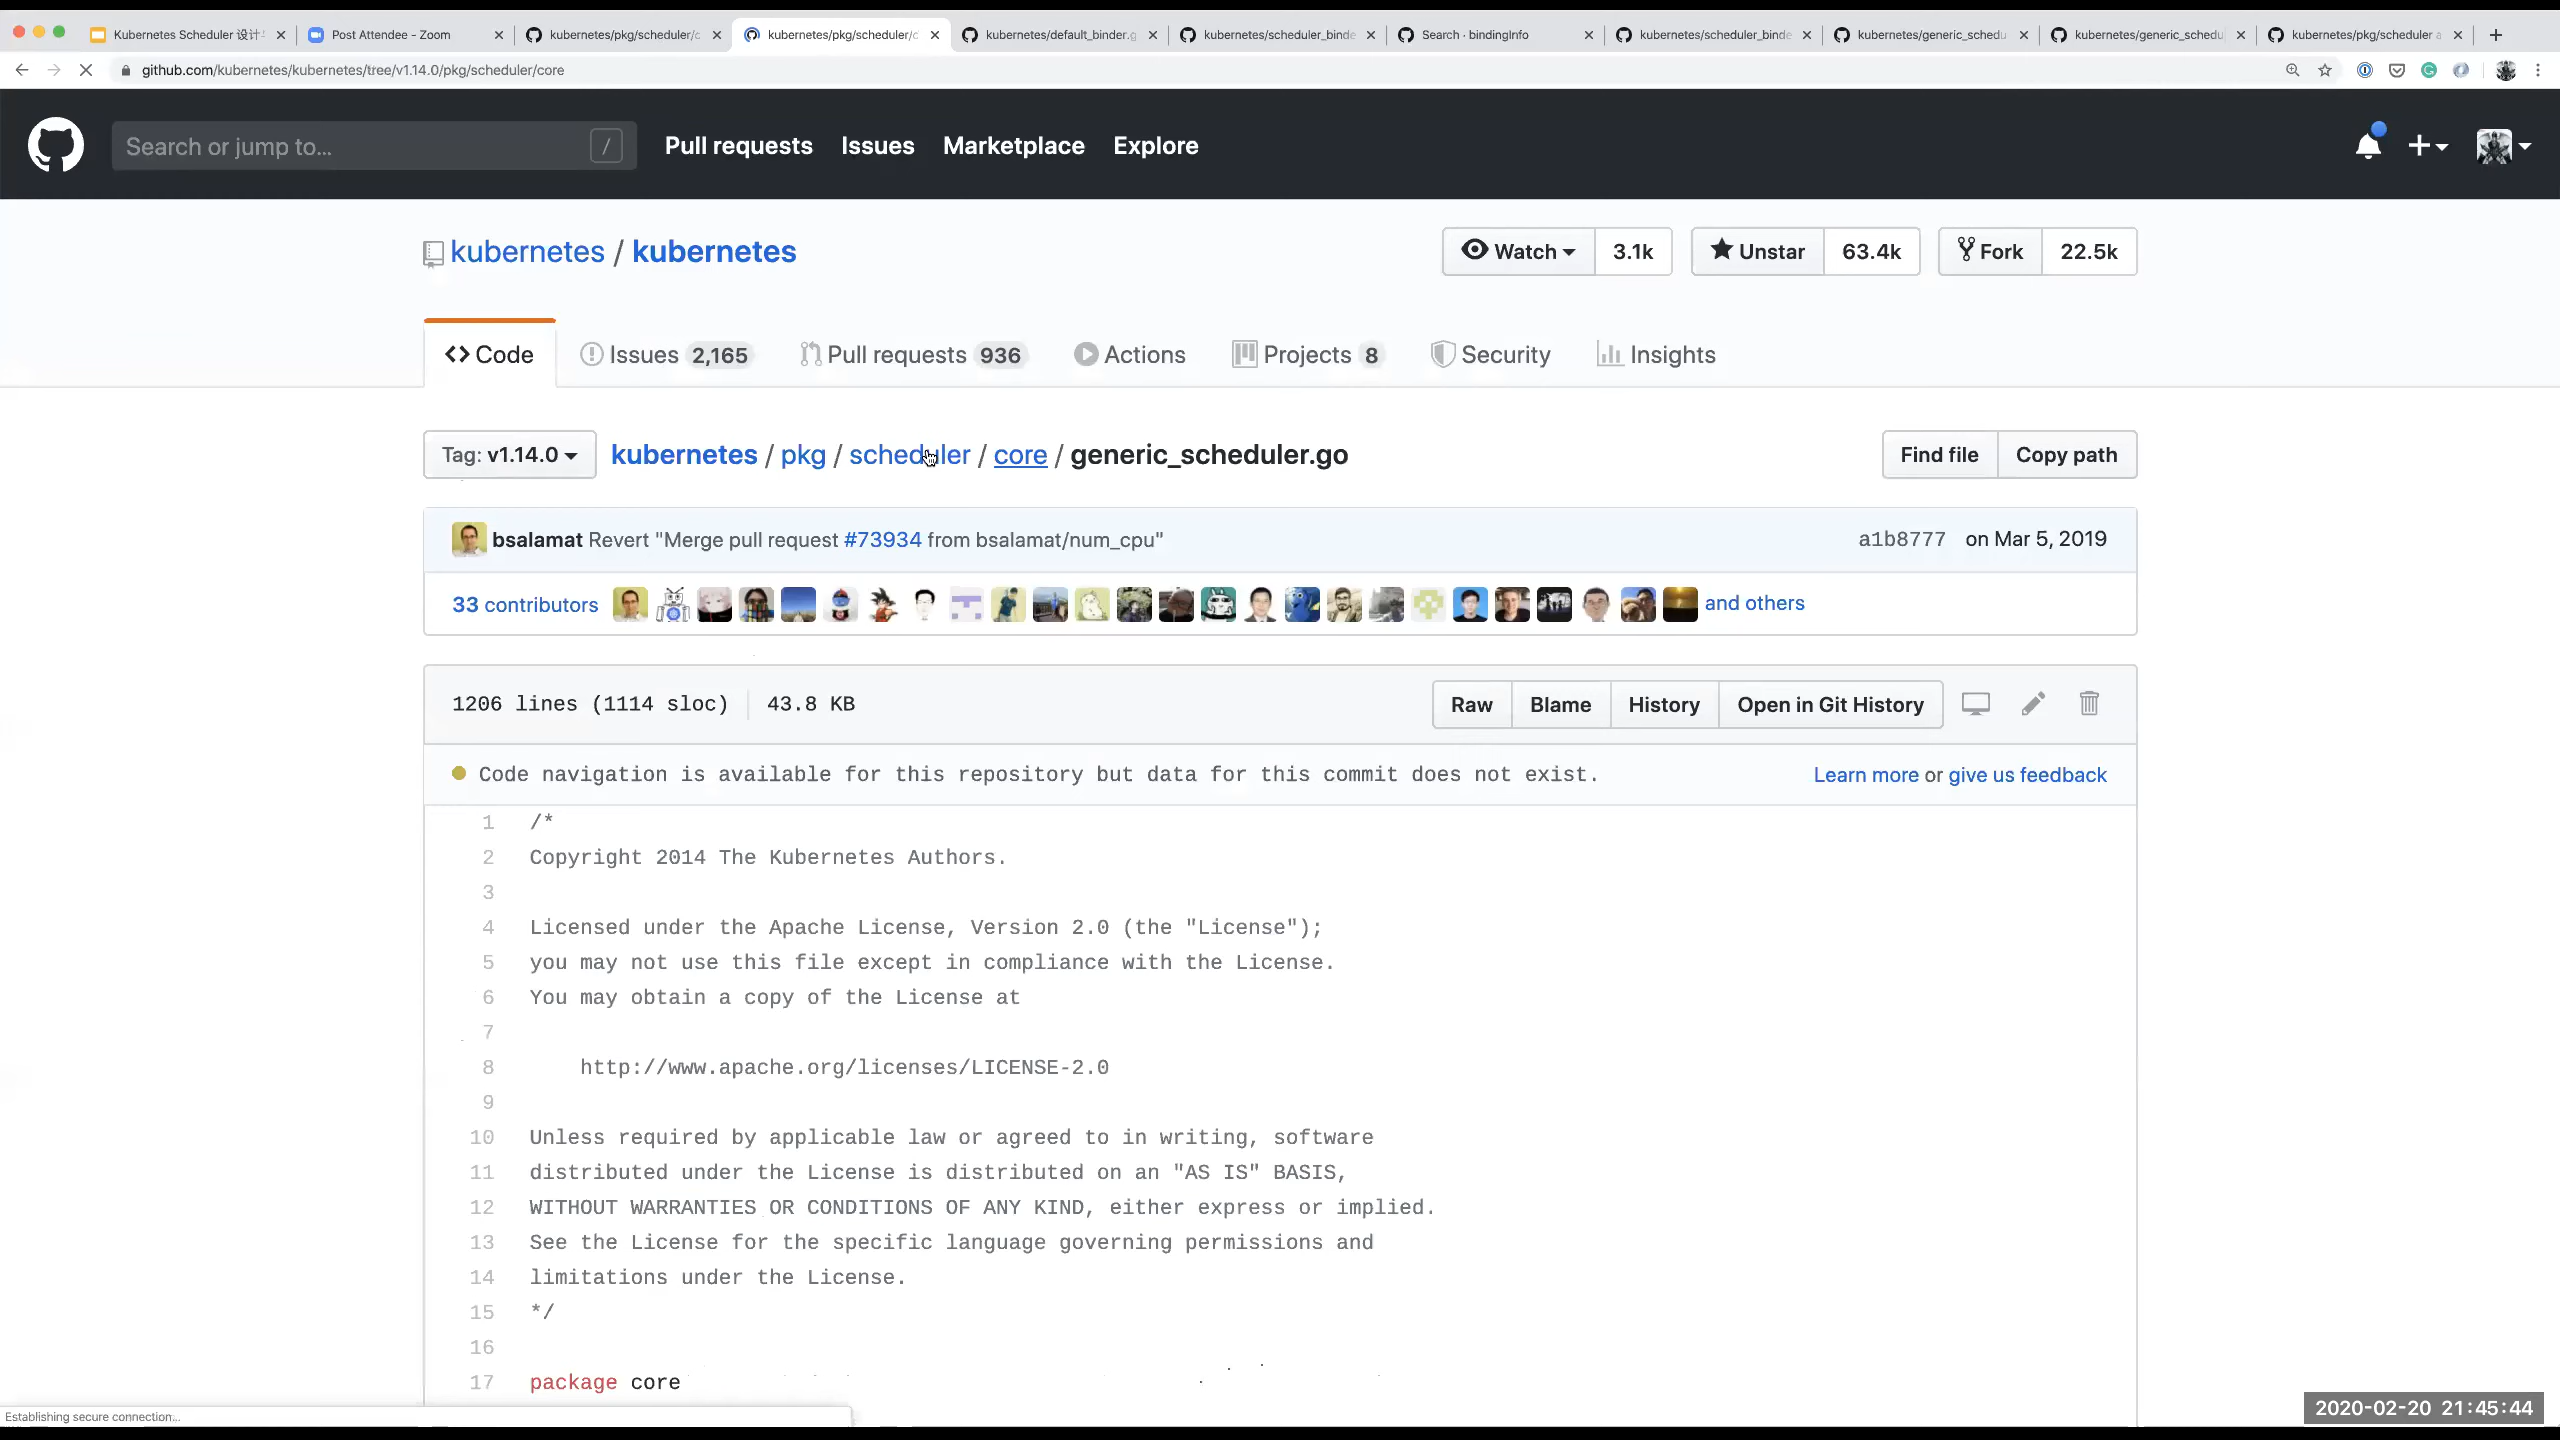 Kubernetes Scheduler 设计
Post Attendee - Zoom
kubernetes/pkg/scheduler/c
kubernetes/pkg/scheduler/c
kubernetes/default_binder.g
kubernetes/scheduler_binde
Search · bindingInfo
kubernetes/scheduler_binde
kubernetes/generic_schedu
kubernetes/generic_schedul
kubernetes/pkg/scheduler a
github.com/kubernetes/kubernetes/tree/v1.14.0/pkg/scheduler/core
Search or jump to... /
Pull requests Issues Marketplace Explore
kubernetes / kubernetes
Watch 3.1k Unstar 63.4k Fork 22.5k
Code Issues 2,165 Pull requests 936 Actions Projects 8 Security Insights
Tag: v1.14.0 kubernetes / pkg / scheduler / core / generic_scheduler.go Find file Copy path
bsalamat Revert "Merge pull request #73934 from bsalamat/num_cpu" a1b8777 on Mar 5, 2019
33 contributors and others
1206 lines (1114 sloc) 43.8 KB Raw Blame History Open in Git History
Code navigation is available for this repository but data for this commit does not exist. Learn more or give us feedback
1 /*
2 Copyright 2014 The Kubernetes Authors.
3
4 Licensed under the Apache License, Version 2.0 (the "License");
5 you may not use this file except in compliance with the License.
6 You may obtain a copy of the License at
7
8 http://www.apache.org/licenses/LICENSE-2.0
9
10 Unless required by applicable law or agreed to in writing, software
11 distributed under the License is distributed on an "AS IS" BASIS,
12 WITHOUT WARRANTIES OR CONDITIONS OF ANY KIND, either express or implied.
13 See the License for the specific language governing permissions and
14 limitations under the License.
15 */
16
17 package core
Establishing secure connection...
2020-02-20 21:45:44